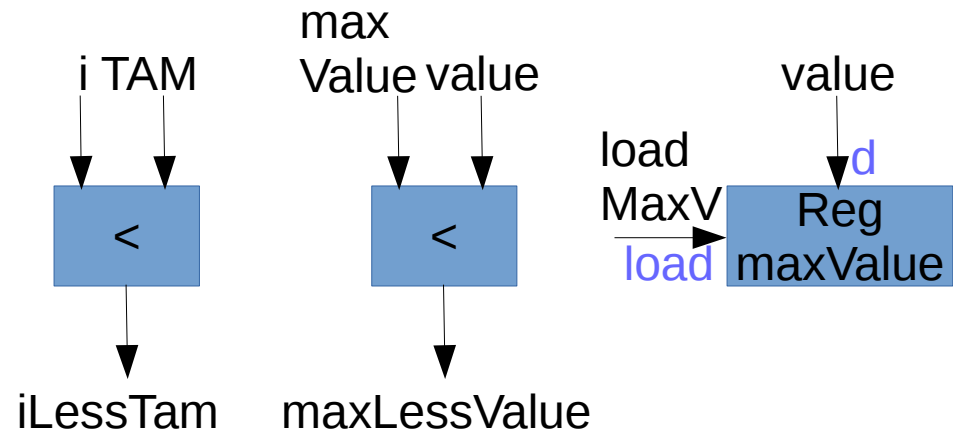 max
i TAM
Value value
value
load
d
MaxV
Reg
<
<
load
maxValue
iLessTam
maxLessValue